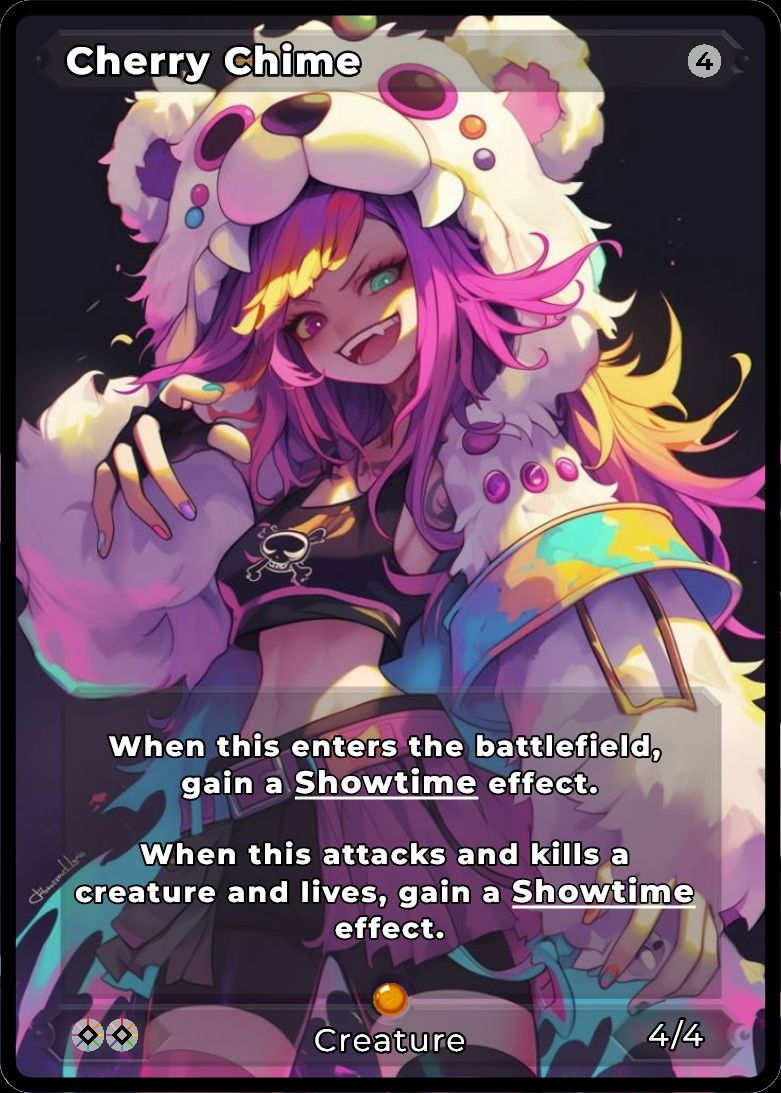 Cherry Chime
4
When this enters the battlefield,
gain a Showtime effect.
When this attacks and kills a
creature and lives, gain a Showtime
effect.
Creature
4/4